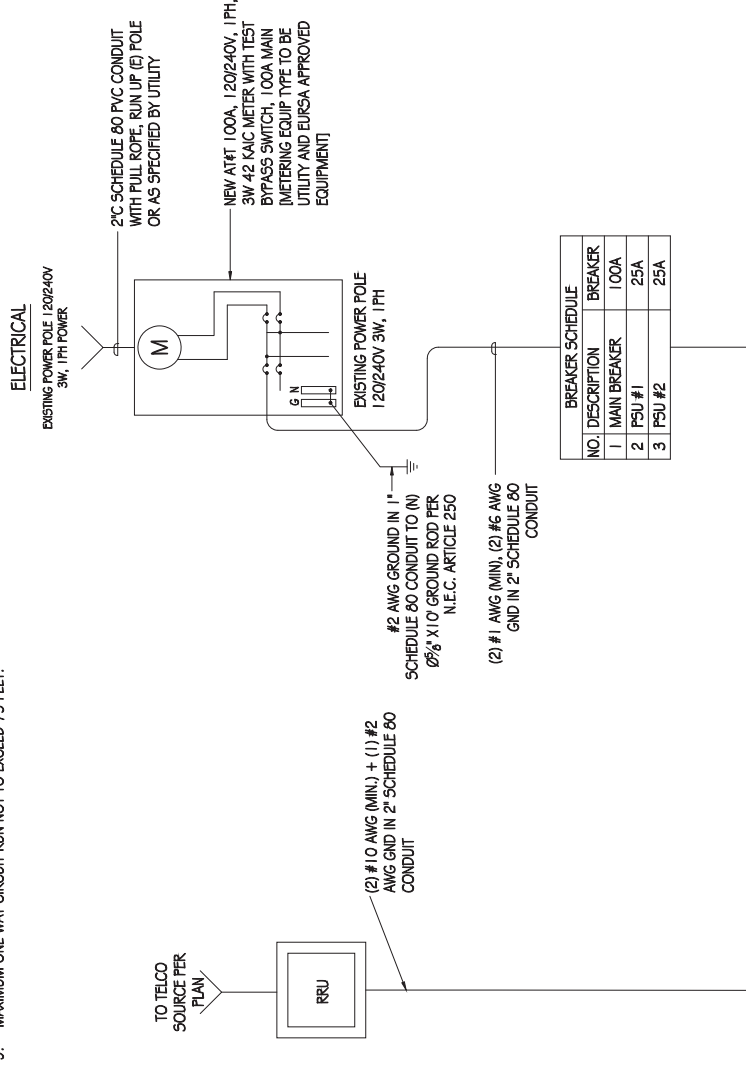 MAXIMUM ONE-WAY CIRCUIT RUN NOT TO EXCEED 75 FEET.
ELECTRICAL
EXISTING POWER POLE 120/240V
3W, 1PH POWER
2"C SCHEDULE 80 PVC CONDUIT
WITH PULL ROPE, RUN UP (E) POLE
OR AS SPECIFIED BY UTILITY
NEW AT&T 100A, 120/240V, 1PH,
3W 42 KAIC METER WITH TEST
BYPASS SWITCH, 100A MAIN
[METERING EQUIP TYPE TO BE
UTILITY AND EURSA APPROVED
EQUIPMENT]
M
G N
EXISTING POWER POLE
120/240V 3W, 1PH
#2 AWG GROUND IN 1"
SCHEDULE 80 CONDUIT TO (N)
Ø5/8" X10' GROUND ROD PER
N.E.C. ARTICLE 250
(2) #1 AWG (MIN), (2) #6 AWG
GND IN 2" SCHEDULE 80
CONDUIT
BREAKER SCHEDULE
NO. DESCRIPTION BREAKER
1 MAIN BREAKER 100A
2 PSU #1 25A
3 PSU #2 25A
TO TELCO
SOURCE PER
PLAN
RRU
(2) #10 AWG (MIN.) + (1) #2
AWG GND IN 2" SCHEDULE 80
CONDUIT